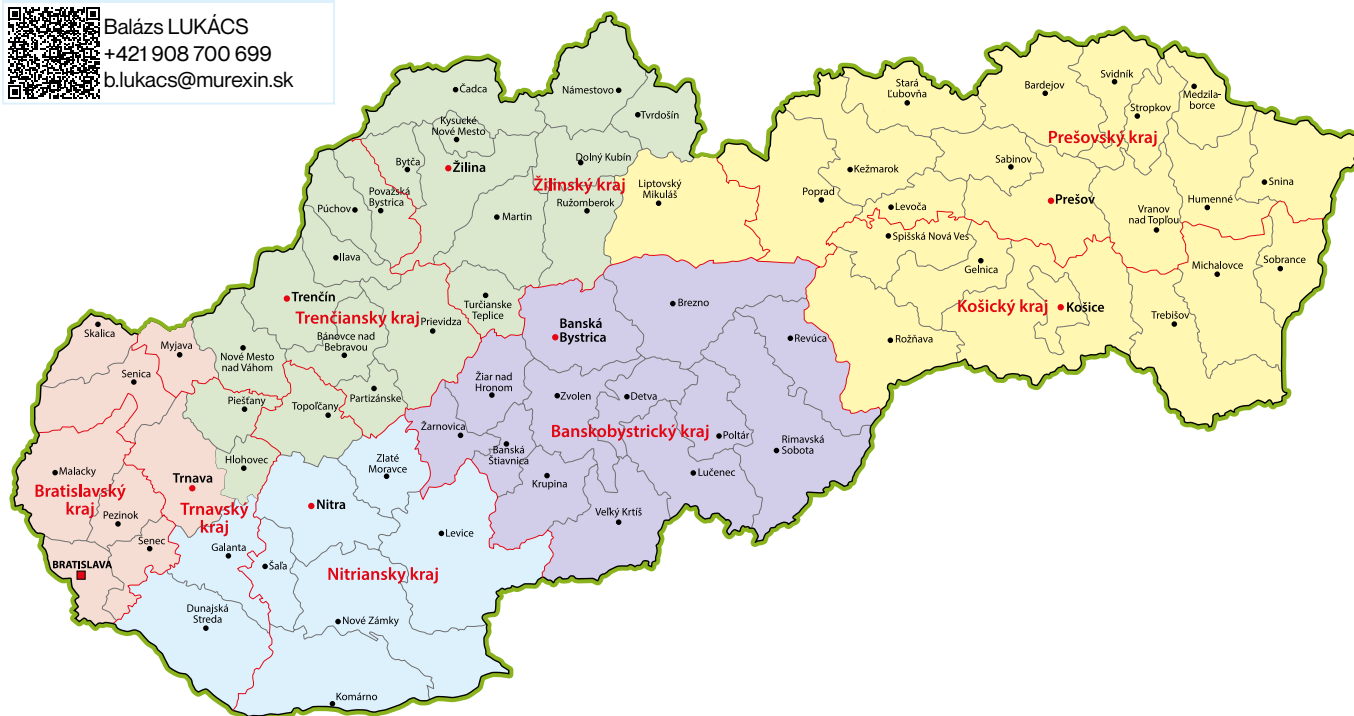 Balázs LUKÁCS
+421 908 700 699
b.lukacs@murexin.sk
Čadca
Námestovo
Tvrdošín
Kysucké
Nové Mesto
Bytča
Žilina
Dolný Kubín
Žilinský kraj
Považská
Bystrica
Púchov
Martin
Ružomberok
Liptovský
Mikuláš
Ilava
Trenčín
Trenčiansky kraj
Turčianske
Teplice
Prievidza
Bánovce nad
Bebravou
Nové Mesto
nad Váhom
Partizánske
Topoľčany
Piešťany
Hlohovec
Stará
Ľubovňa
Bardejov
Svidník
Stropkov
Medzila-
borce
Prešovský kraj
Kežmarok
Sabinov
Poprad
Levoča
Prešov
Vranov
nad Topľou
Humenné
Snina
Spišská Nová Ves
Gelnica
Michalovce
Sobrance
Košický kraj
Košice
Trebišov
Rožňava
Brezno
Banská
Bystrica
Revúca
Žiar nad
Hronom
Zvolen
Detva
Žarnovica
Banskobystrický kraj
Poltár
Rimavská
Sobota
Banská
Štiavnica
Krupina
Lučenec
Veľký Krtíš
Skalica
Myjava
Senica
Malacky
Trnava
Bratislavský
kraj
Trnavský
kraj
Pezinok
Senec
BRATISLAVA
Galanta
Šaľa
Dunajská
Streda
Zlaté
Moravce
Nitra
Levice
Nitriansky kraj
Nové Zámky
Komárno